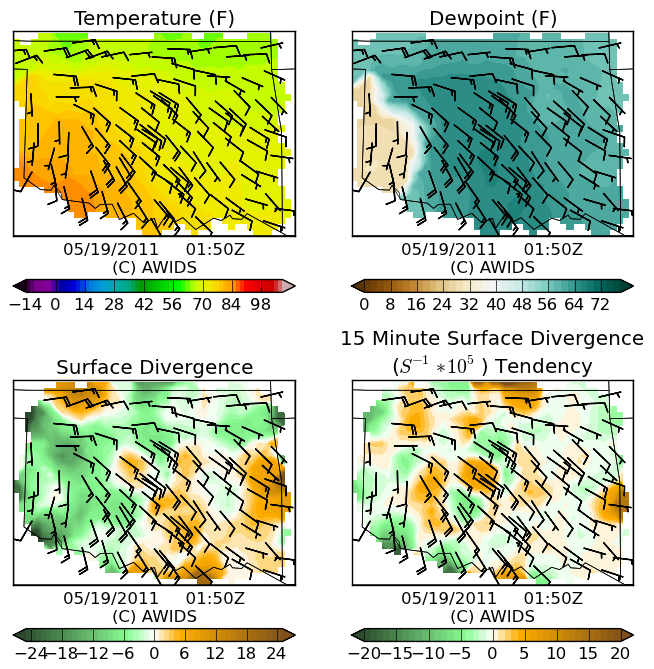 Temperature (F)
Dewpoint (F)
05/19/2011 01:50Z
(C) AWIDS
05/19/2011 01:50Z
(C) AWIDS
−14 0 14 28 42 56 70 84 98
0 8 16 24 32 40 48 56 64 72
Surface Divergence
15 Minute Surface Divergence
(S⁻¹ *10⁵ ) Tendency
05/19/2011 01:50Z
(C) AWIDS
05/19/2011 01:50Z
(C) AWIDS
−24−18−12 −6 0 6 12 18 24
−20−15−10 −5 0 5 10 15 20